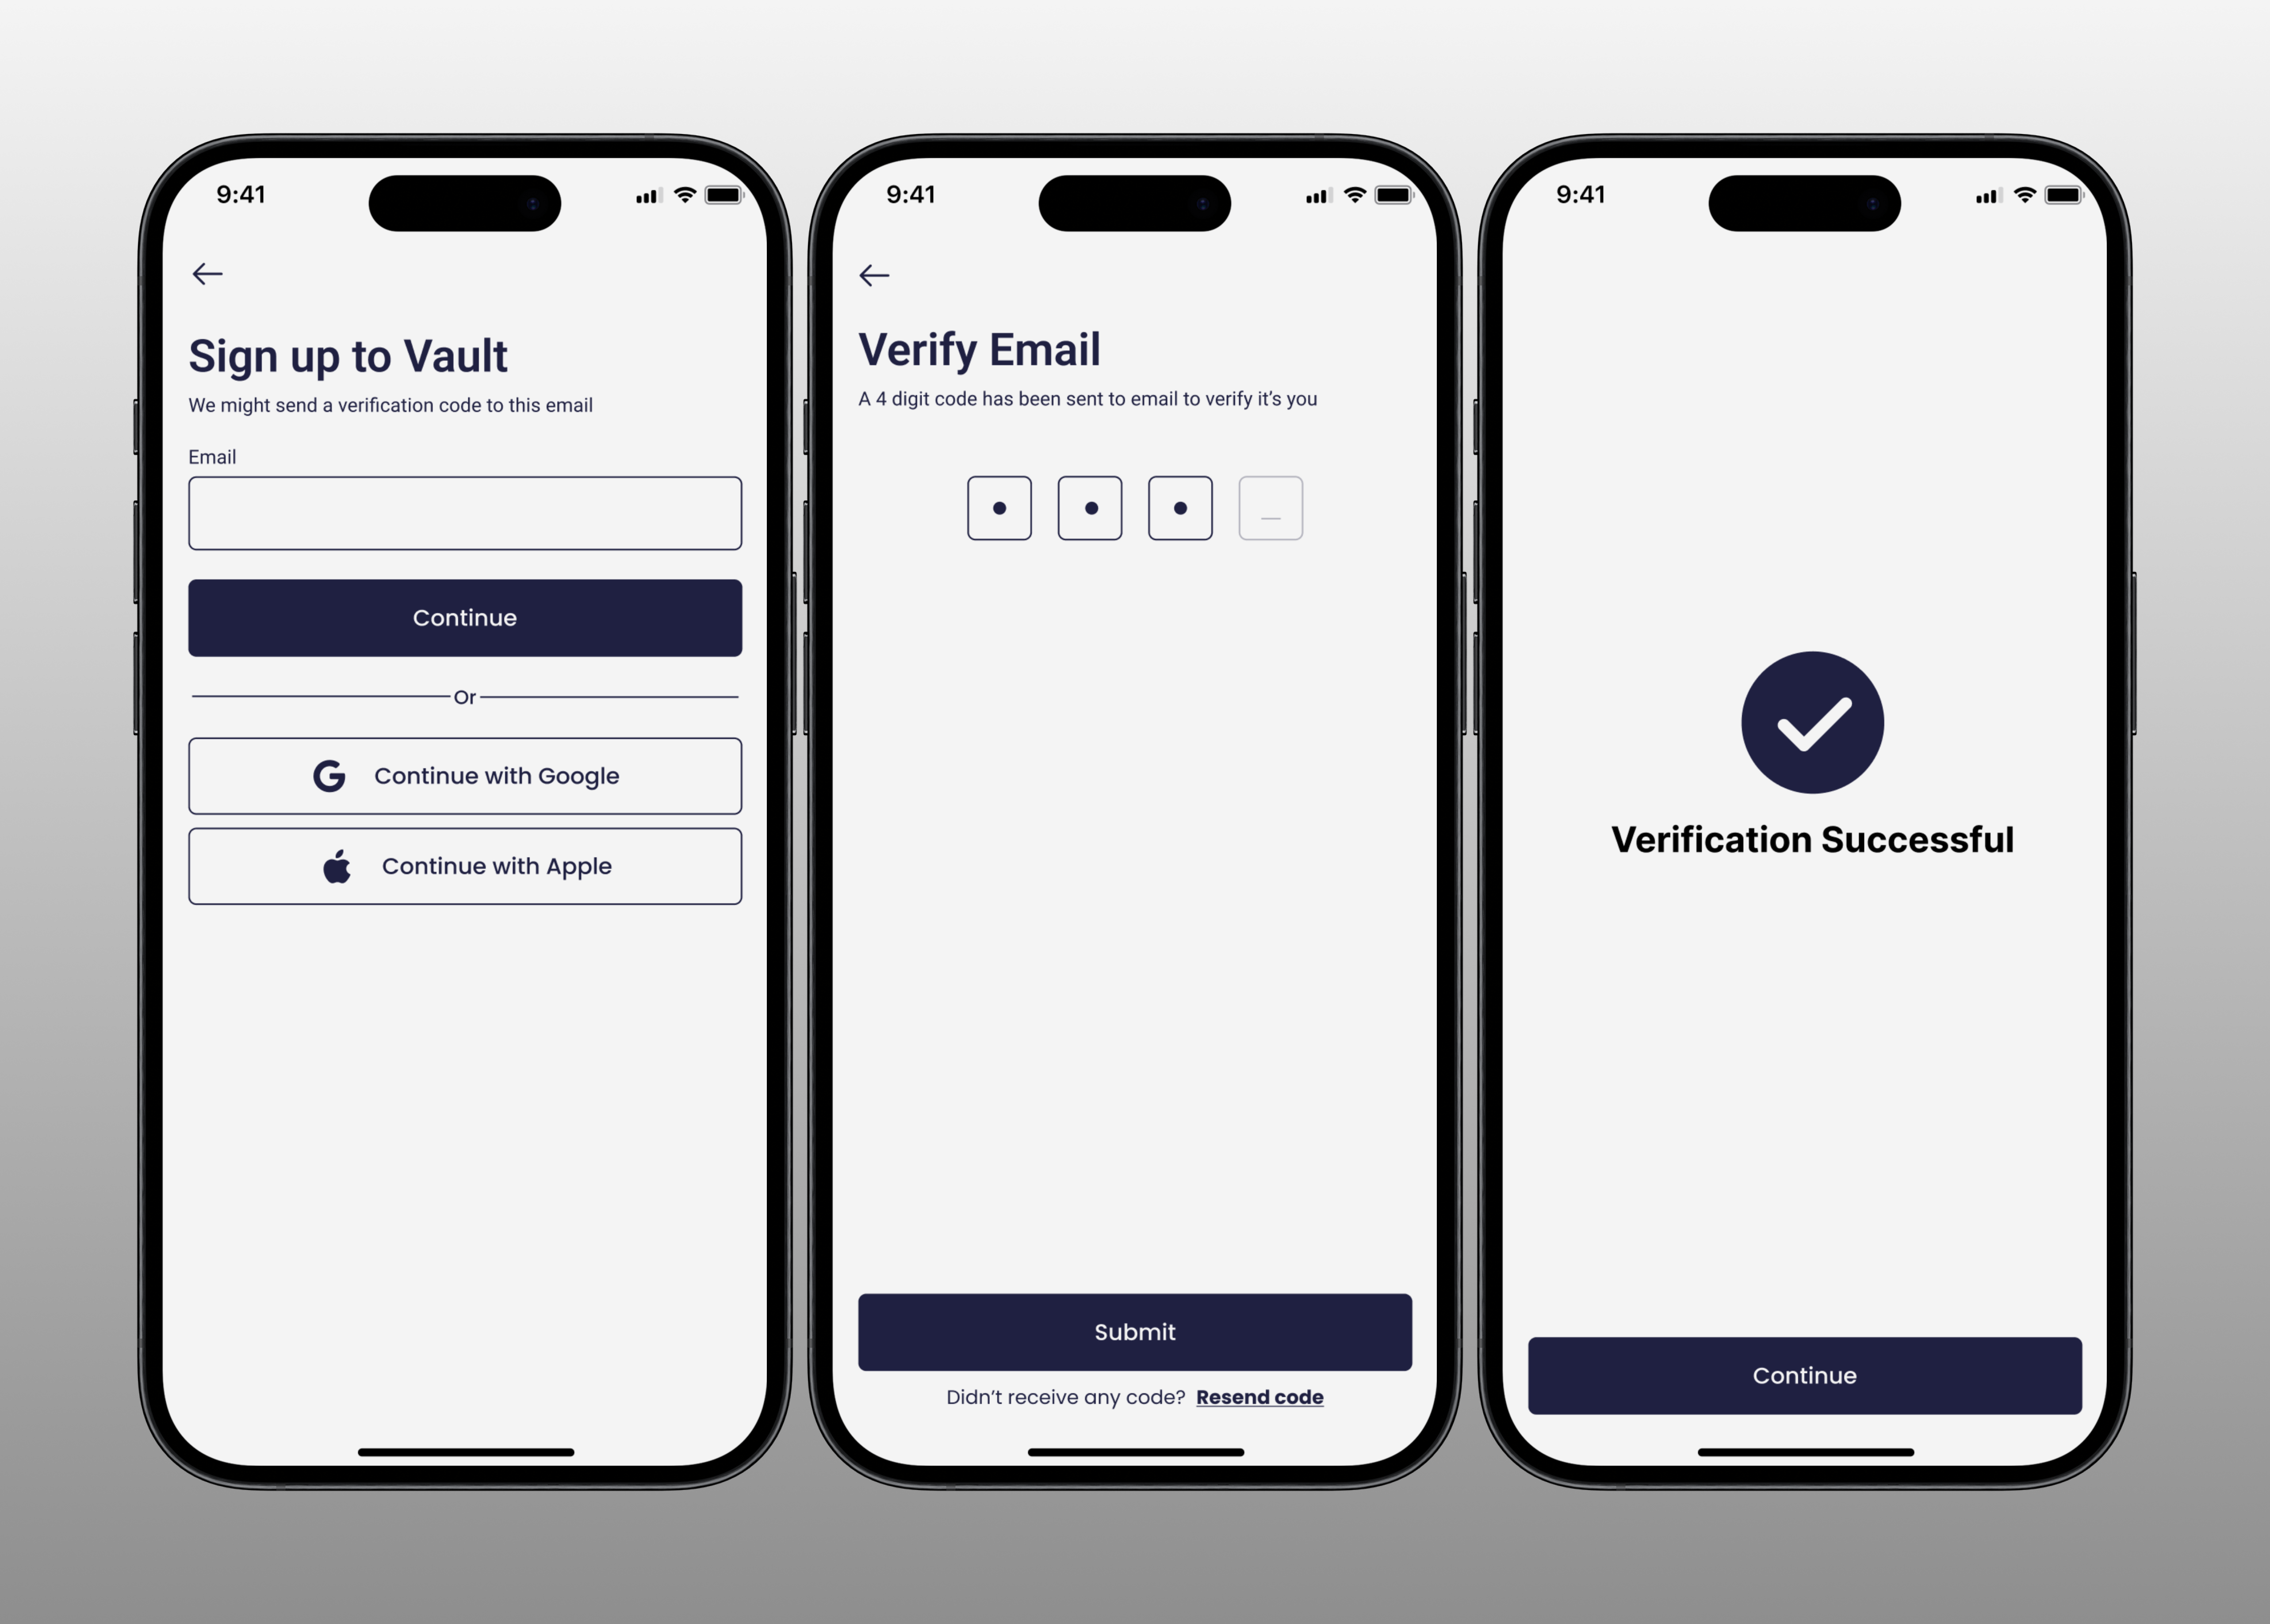 9:41
Sign up to Vault
We might send a verification code to this email
Email
Continue
Or
Continue with Google
Continue with Apple
9:41
Verify Email
A 4 digit code has been sent to email to verify it’s you
Submit
Didn’t receive any code? Resend code
9:41
Verification Successful
Continue